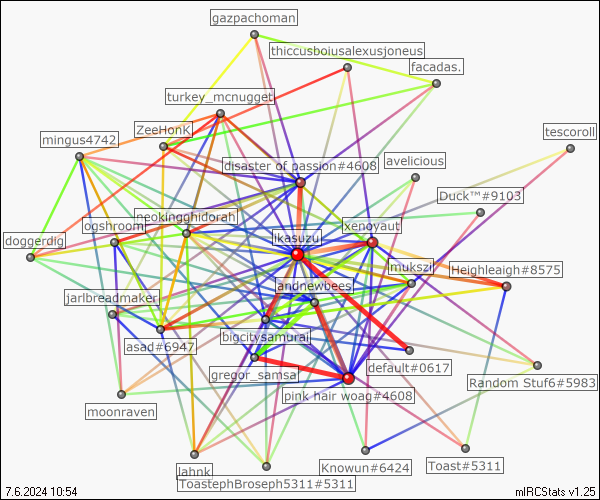 gazpachoman
thiccusboiusalexusjoneus
facadas.
turkey_mcnugget
ZeeHonK
mingus4742
tescoroll
disaster of passion#4608
avelicious
Duck™#9103
neokingghidorah
ogshroom
xenoyaut
doggerdig
ikasuzui
mukszil
Heighleaigh#8575
andnewbees
jarlbreadmaker
bigcitysamurai
asad#6947
default#0617
gregor_samsa
Random Stuf6#5983
pink hair woag#4608
moonraven
Jahnk
Knowun#6424
Toast#5311
ToastephBroseph5311#5311
7.6.2024 10:54
mIRCStats v1.25